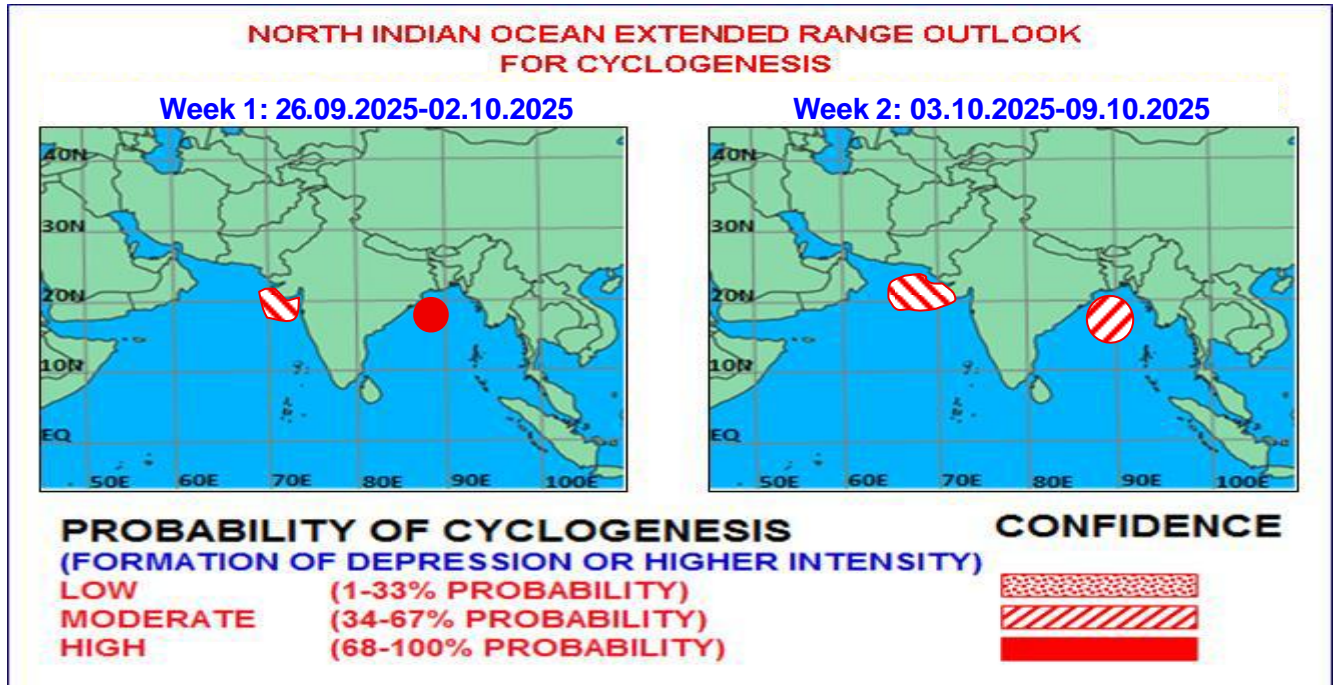 NORTH INDIAN OCEAN EXTENDED RANGE OUTLOOK
FOR CYCLOGENESIS
Week 1: 26.09.2025-02.10.2025
40N
30N
20N
10N
EQ
50E 60E 70E 80E 90E 100E
Week 2: 03.10.2025-09.10.2025
40N
30N
20N
10N
EQ
50E 60E 70E 80E 90E 100E
PROBABILITY OF CYCLOGENESIS CONFIDENCE
(FORMATION OF DEPRESSION OR HIGHER INTENSITY)
LOW (1-33% PROBABILITY)
MODERATE (34-67% PROBABILITY)
HIGH (68-100% PROBABILITY)